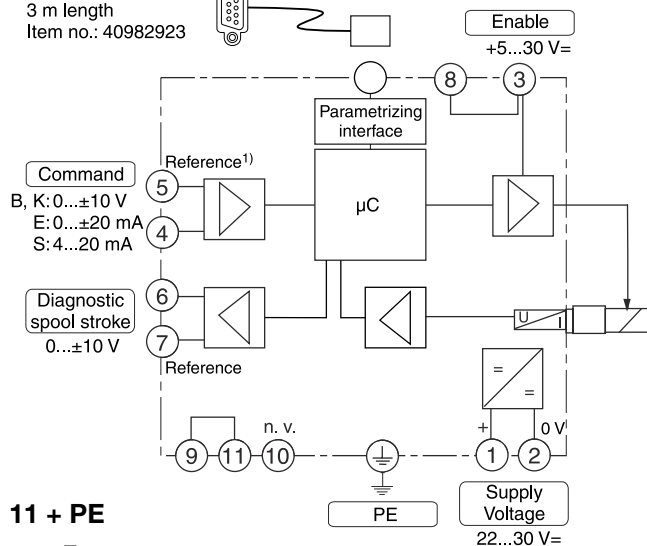 3 m length
Item no.: 40982923
Enable
+5...30 V=
8
3
Parametrizing
interface
Reference1)
Command
5
B, K: 0...±10 V
E: 0...±20 mA
S: 4...20 mA
4
µC
6
Diagnostic
spool stroke
0...±10 V
7
Reference
U
I
=
=
n. v.
+
0 V
9
11
10
1
2
PE
Supply
Voltage
22...30 V=
11 + PE